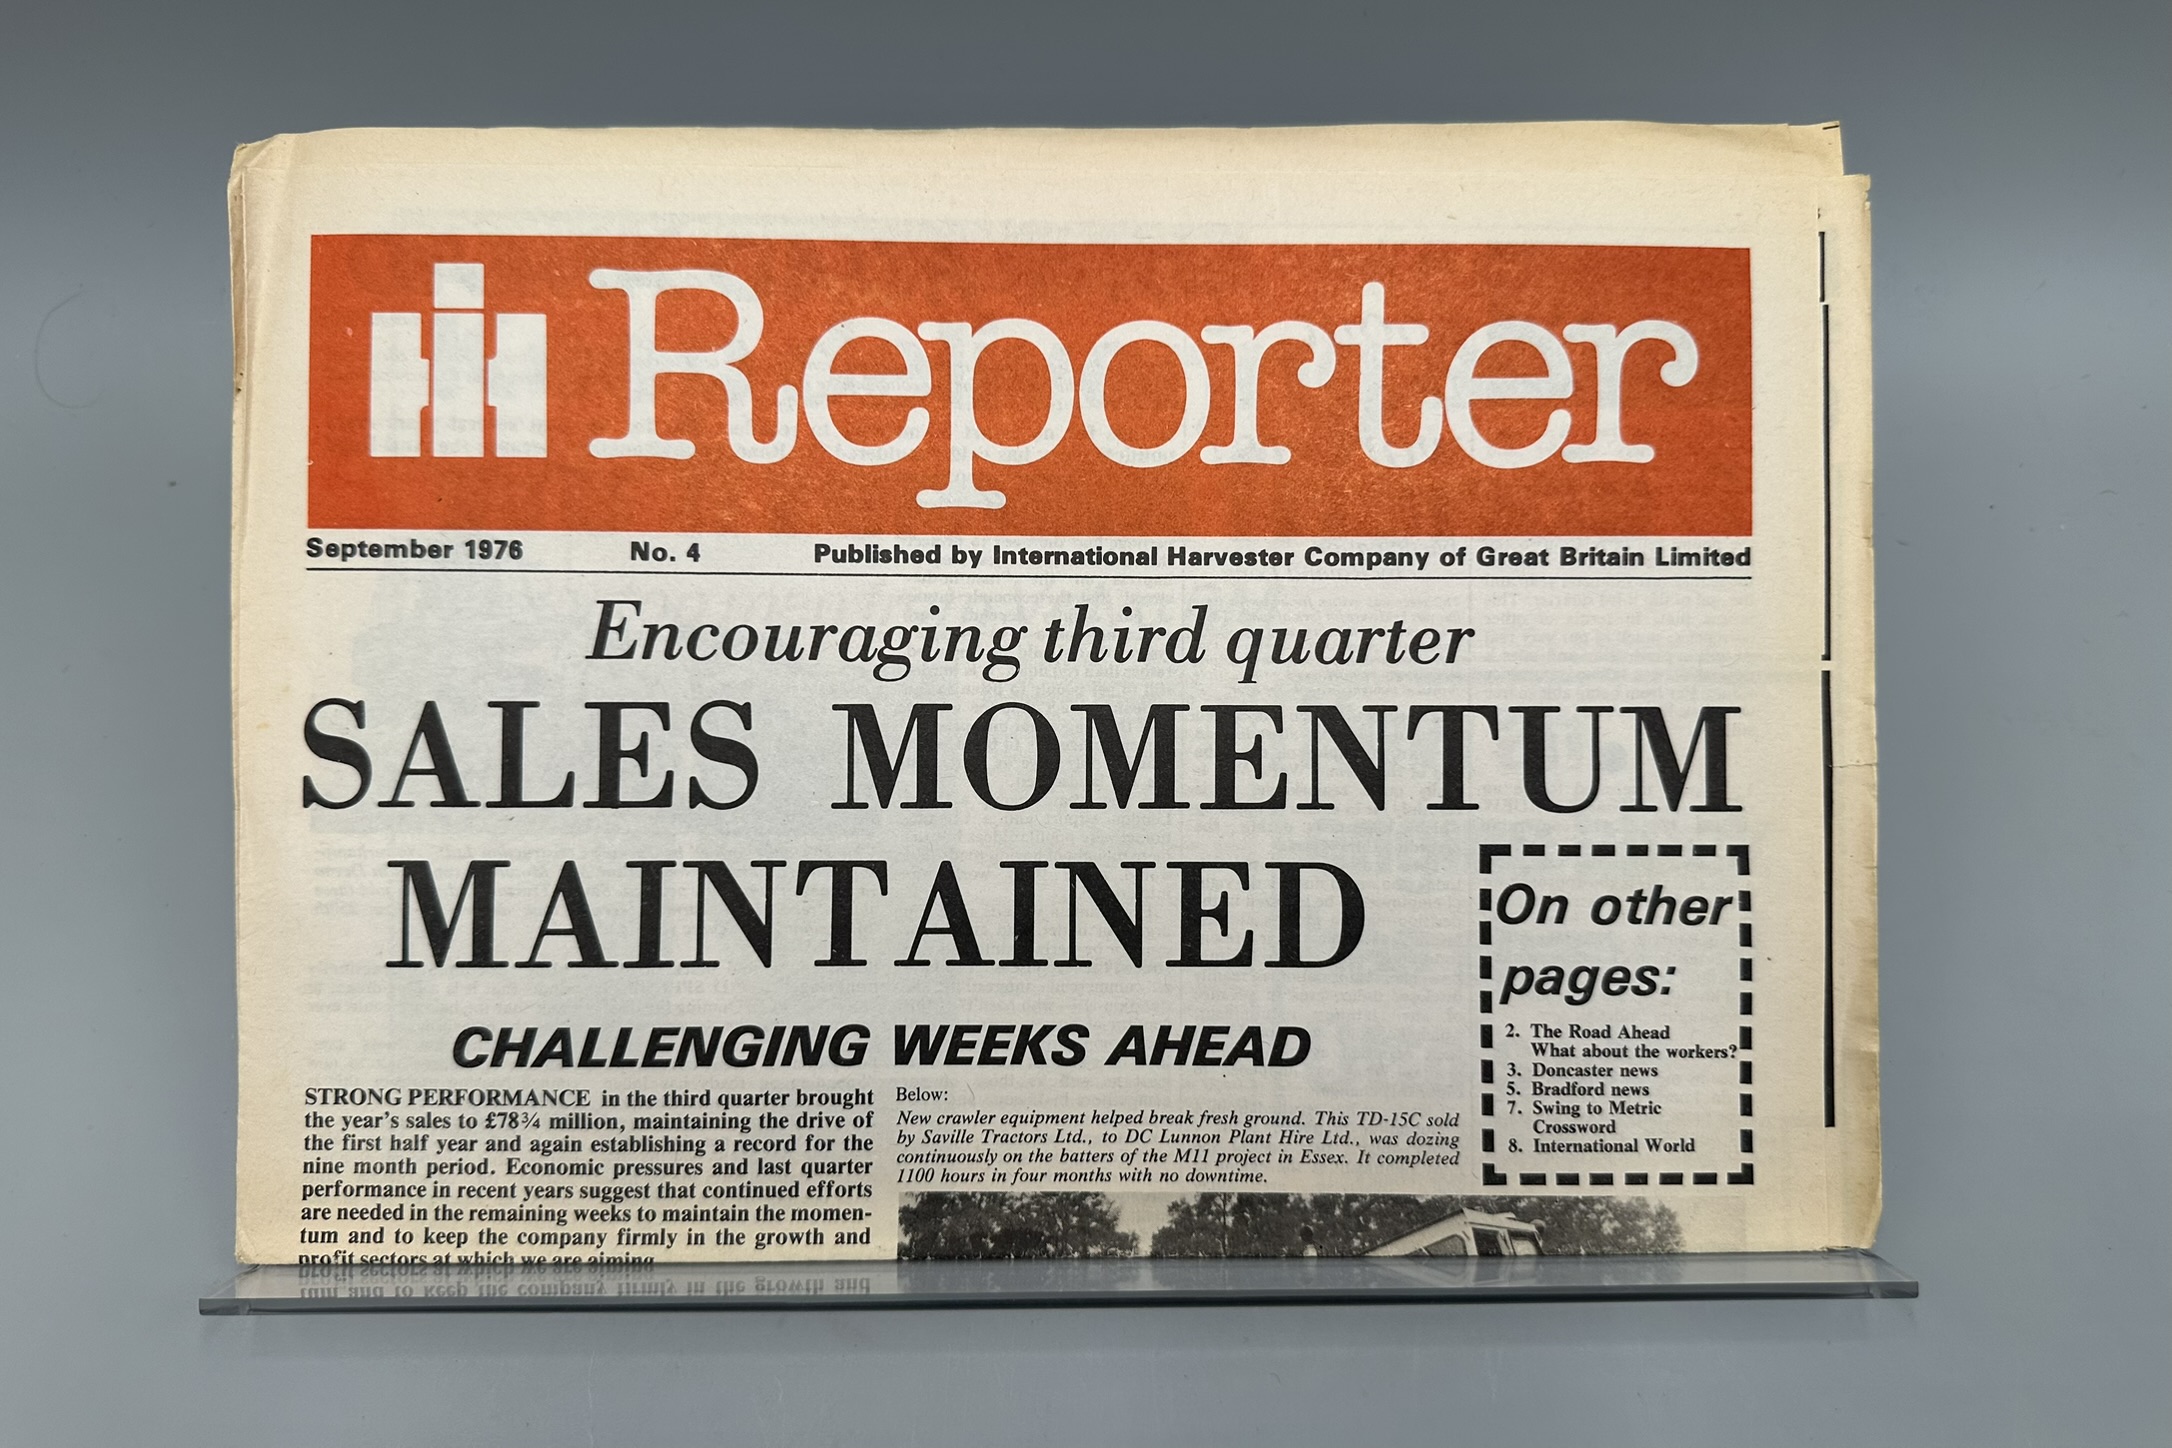 IH Reporter
September 1976 No. 4 Published by International Harvester Company of Great Britain Limited
Encouraging third quarter
SALES MOMENTUM
MAINTAINED
CHALLENGING WEEKS AHEAD
STRONG PERFORMANCE in the third quarter brought
the year's sales to £78¾ million, maintaining the drive of
the first half year and again establishing a record for the
nine month period. Economic pressures and last quarter
performance in recent years suggest that continued efforts
are needed in the remaining weeks to maintain the momen-
tum and to keep the company firmly in the growth and
profit sectors at which we are aiming
Below:
New crawler equipment helped break fresh ground. This TD-15C sold
by Saville Tractors Ltd., to DC Lunnon Plant Hire Ltd., was dozing
continuously on the batters of the M11 project in Essex. It completed
1100 hours in four months with no downtime.
On other
pages:
2. The Road Ahead
What about the workers?
3. Doncaster news
5. Bradford news
7. Swing to Metric
Crossword
8. International World